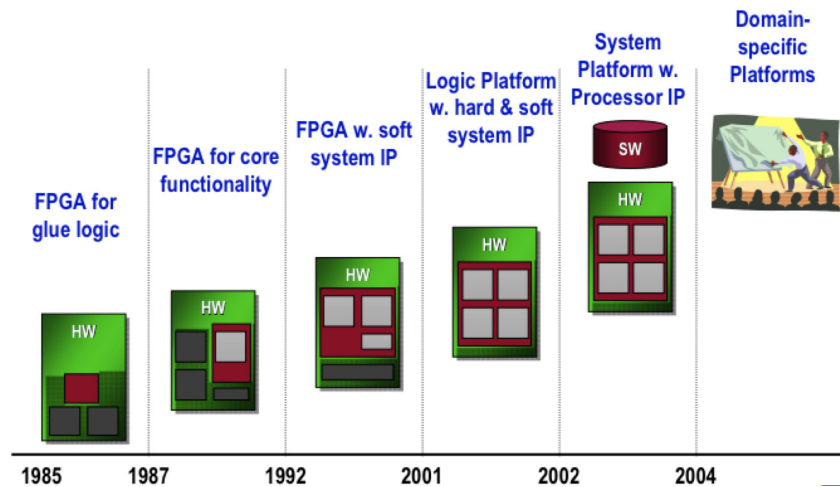 FPGA for
glue logic
HW
FPGA for core
functionality
HW
FPGA w. soft
system IP
HW
Logic Platform
w. hard & soft
system IP
HW
System
Platform w.
Processor IP
SW
HW
Domain-
specific
Platforms
1985
1987
1992
2001
2002
2004